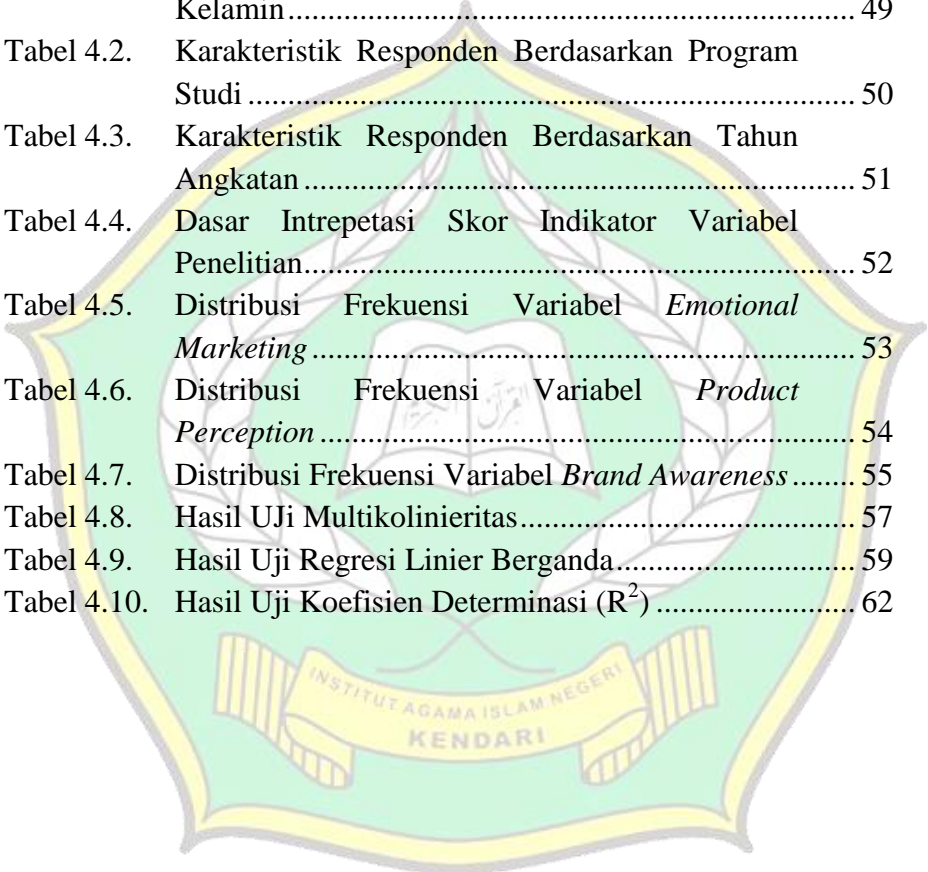 Kelamin........................................................................ 49
Tabel 4.2. Karakteristik Responden Berdasarkan Program
Studi ............................................................................. 50
Tabel 4.3. Karakteristik Responden Berdasarkan Tahun
Angkatan ...................................................................... 51
Tabel 4.4. Dasar Intrepetasi Skor Indikator Variabel
Penelitian...................................................................... 52
Tabel 4.5. Distribusi Frekuensi Variabel Emotional
Marketing ..................................................................... 53
Tabel 4.6. Distribusi Frekuensi Variabel Product
Perception .................................................................... 54
Tabel 4.7. Distribusi Frekuensi Variabel Brand Awareness ........ 55
Tabel 4.8. Hasil UJi Multikolinieritas.......................................... 57
Tabel 4.9. Hasil Uji Regresi Linier Berganda.............................. 59
Tabel 4.10. Hasil Uji Koefisien Determinasi (R²) ......................... 62
INSTITUT AGAMA ISLAM NEGERI
KENDARI